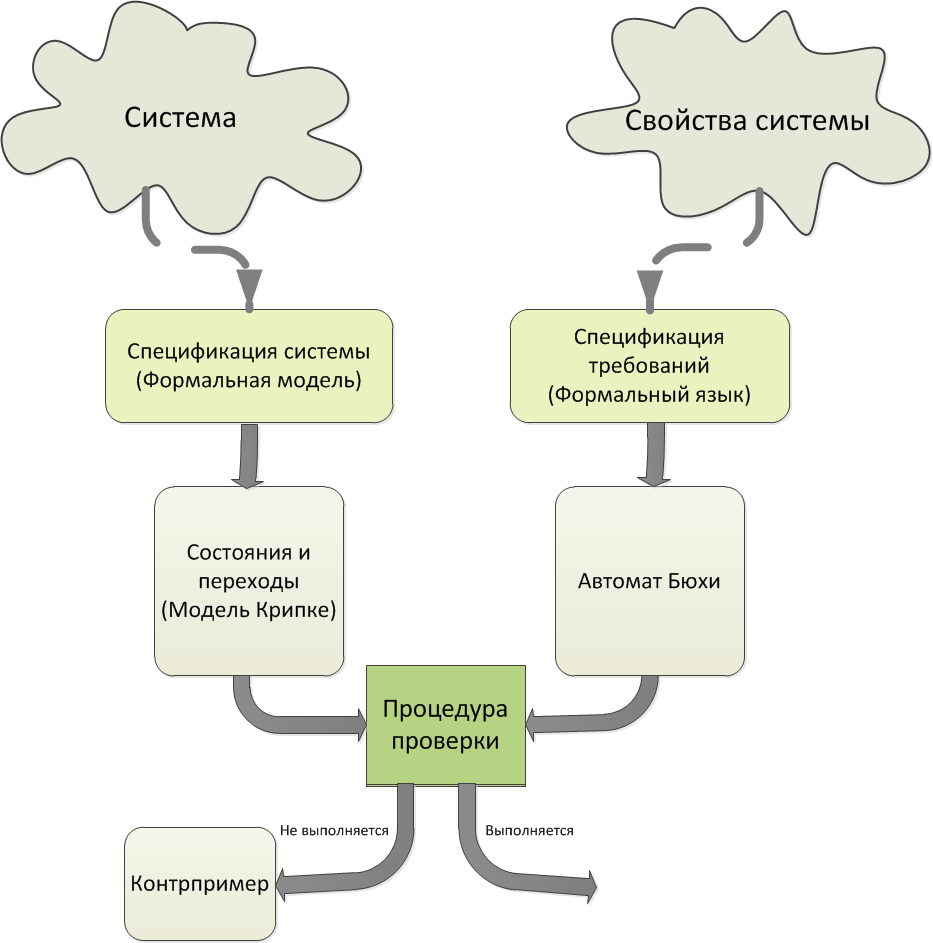 Система
Свойства системы
Спецификация системы
(Формальная модель)
Спецификация
требований
(Формальный язык)
Состояния и
переходы
(Модель Крипке)
Автомат Бюхи
Процедура
проверки
Не выполняется
Выполняется
Контрпример